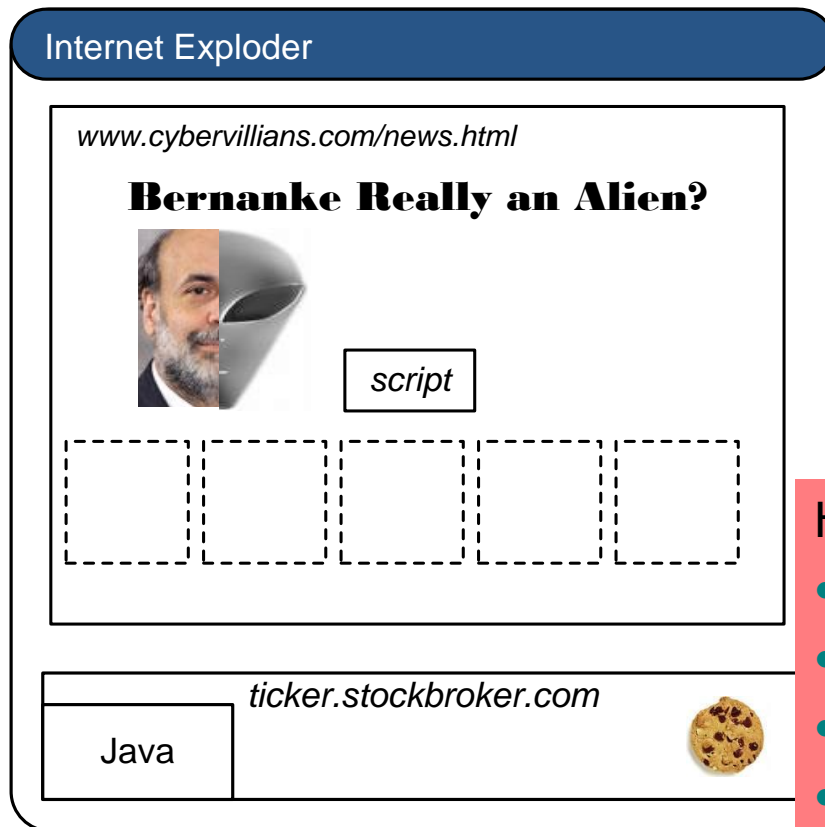 Internet Exploder
www.cybervillians.com/news.html
Bernanke Really an Alien?
script
ticker.stockbroker.com
Java